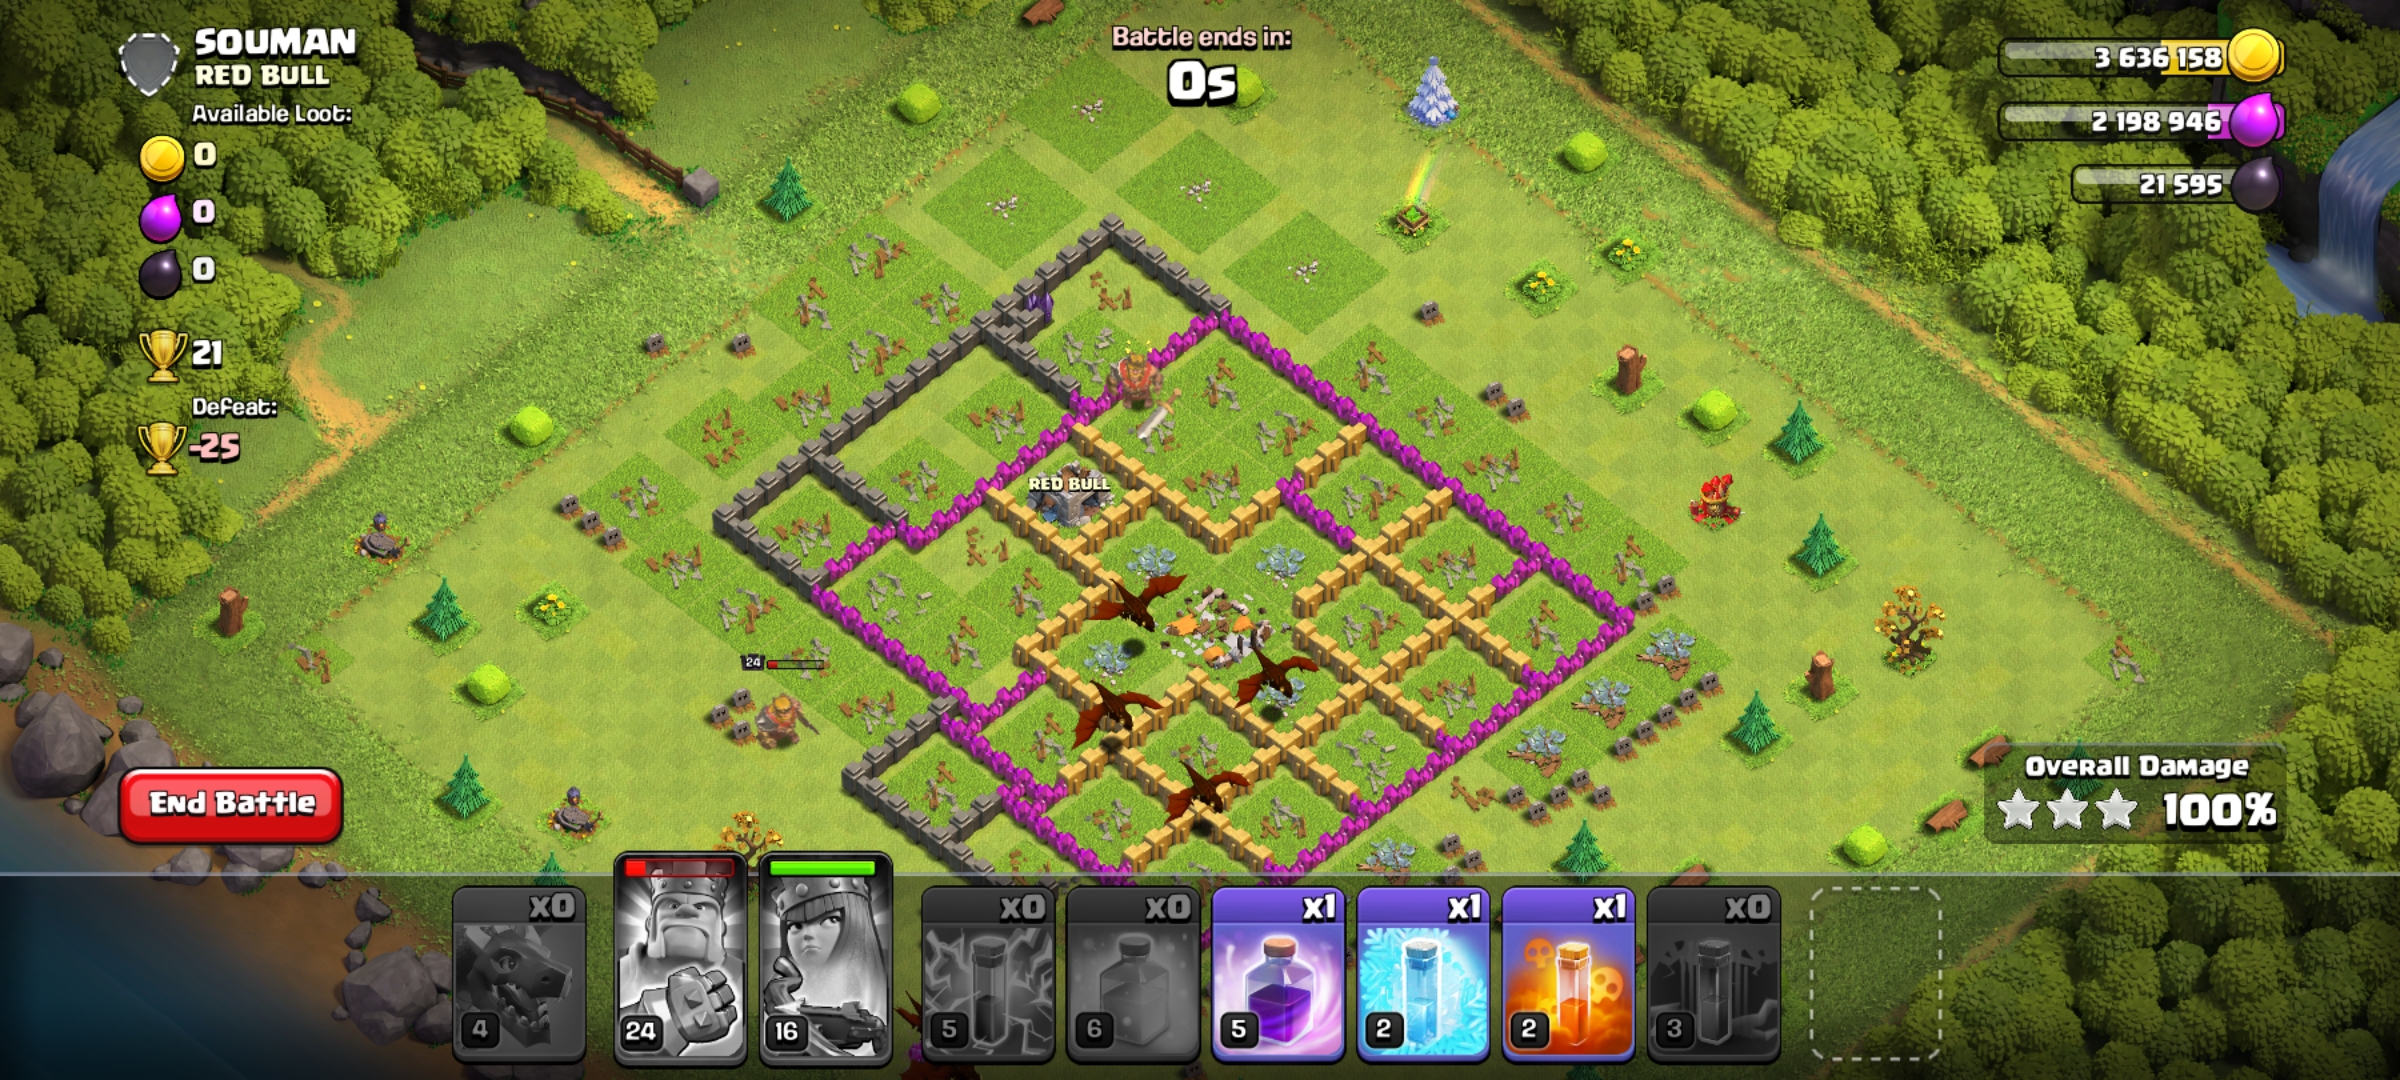 SOUMAN
RED BULL
Available Loot:
0
0
0
21
Defeat:
-25
Battle ends in:
0s
3 636 158
2 198 946
21 595
RED BULL
24
End Battle
Overall Damage
100%
x0
4
24
16
x0
5
x0
6
x1
5
x1
2
x1
2
x0
3